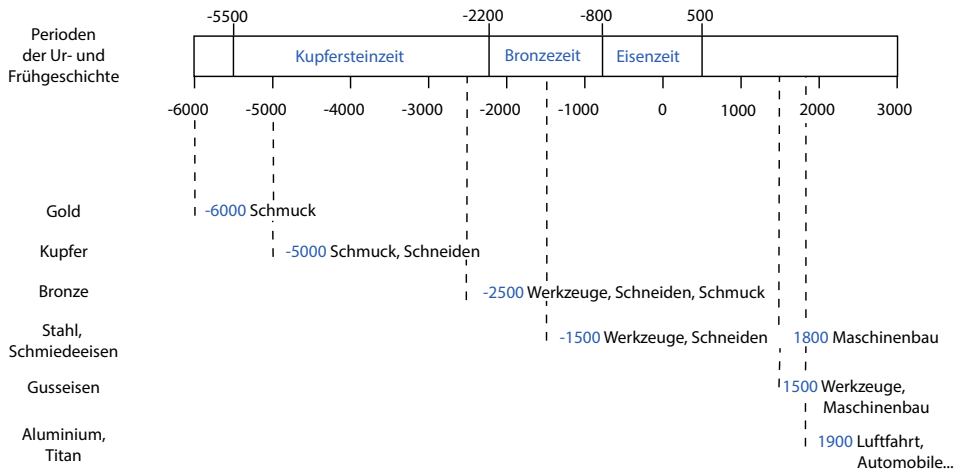 -5500 -2200 -800 500
Perioden
der Ur- und
Frühgeschichte
Kupfersteinzeit Bronzezeit Eisenzeit
-6000 -5000 -4000 -3000 -2000 -1000 0 1000 2000 3000
Gold -6000 Schmuck
Kupfer -5000 Schmuck, Schneiden
Bronze -2500 Werkzeuge, Schneiden, Schmuck
Stahl,
Schmiedeeisen
-1500 Werkzeuge, Schneiden 1800 Maschinenbau
Gusseisen 1500 Werkzeuge,
Maschinenbau
Aluminium,
Titan
1900 Luftfahrt,
Automobile...